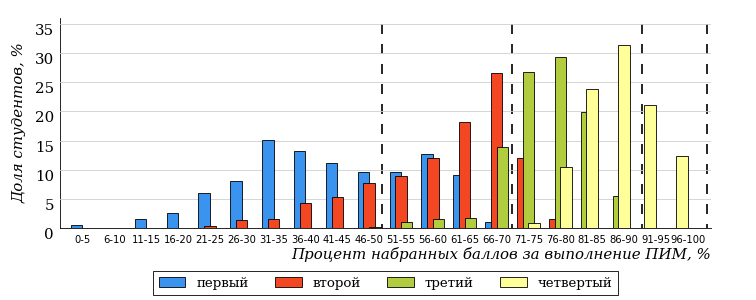 Доля студентов, %
35
30
25
20
15
10
5
0
0-5 6-10 11-15 16-20 21-25 26-30 31-35 36-40 41-45 46-50 51-55 56-60 61-65 66-70 71-75 76-80 81-85 86-90 91-95 96-100
Процент набранных баллов за выполнение ПИМ, %
первый второй третий четвертый